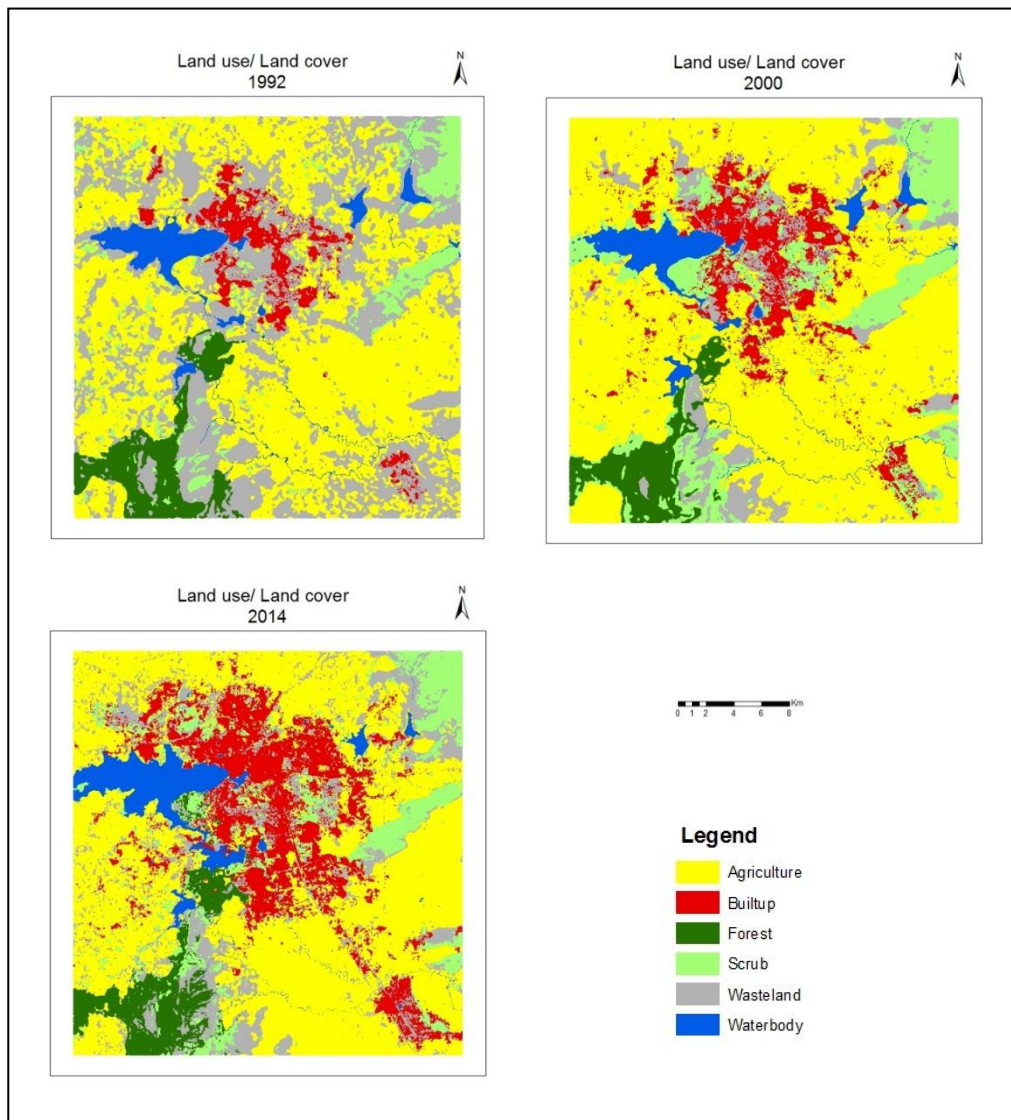 Land use/ Land cover
1992
N
Land use/ Land cover
2000
N
Land use/ Land cover
2014
N
Km
0 1 2 4 6 8
Legend
Agriculture
Builtup
Forest
Scrub
Wasteland
Waterbody